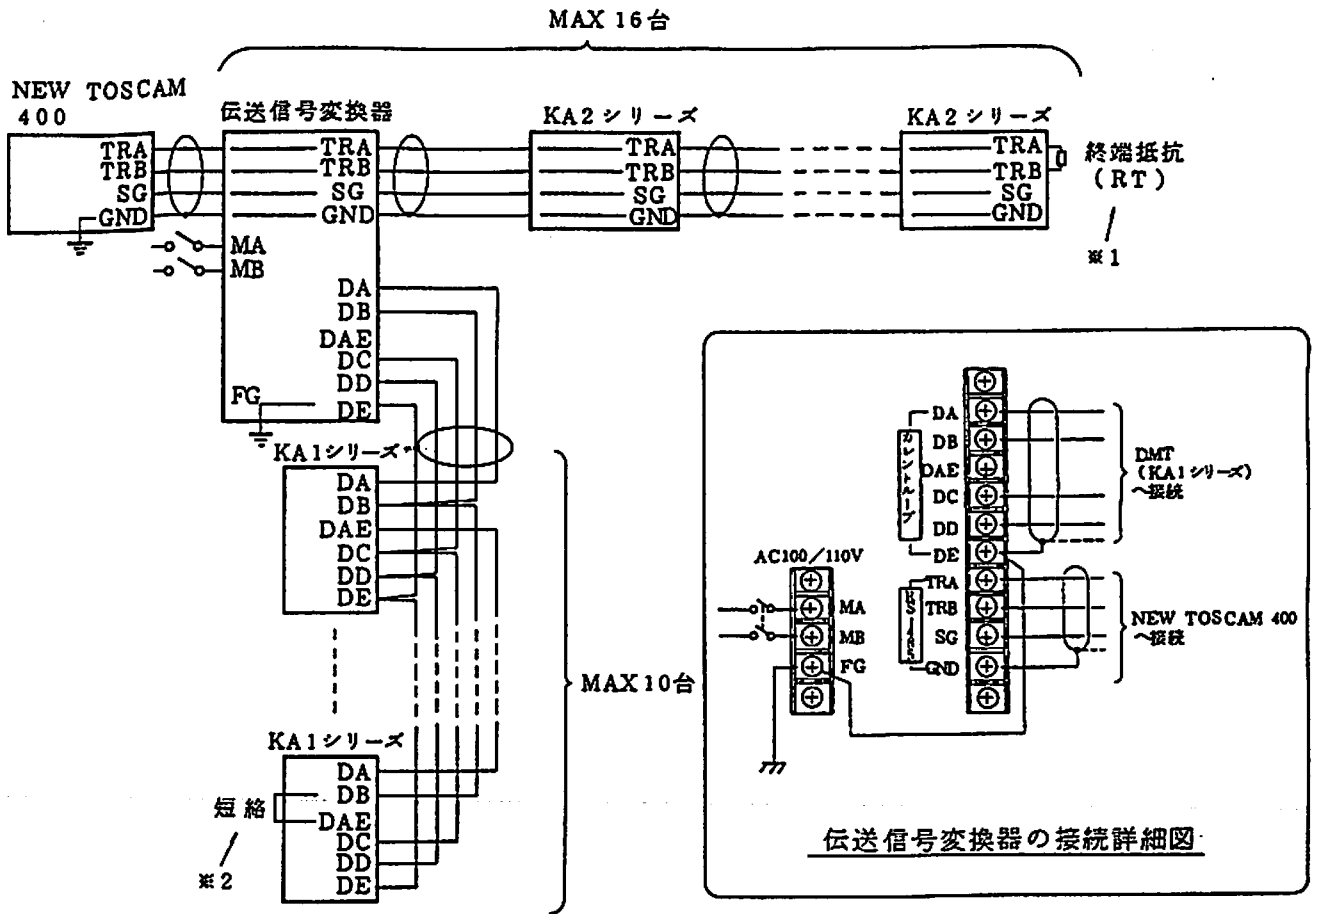 MAX 16台
NEW TOSCAM
400
伝送信号変換器
KA2シリーズ
KA2シリーズ
TRA
TRB
SG
GND
TRA
TRB
SG
GND
TRA
TRB
SG
GND
TRA
TRB
SG
GND
終端抵抗
(RT)
※1
MA
MB
DA
DB
DAE
DC
DD
DE
FG
KA1シリーズ
DA
DB
DAE
DC
DD
DE
MAX10台
KA1シリーズ
DA
DB
DAE
DC
DD
DE
短絡
※2
カレントループ
DA
DB
DAE
DC
DD
DE
DMT
(KA1シリーズ)
へ接続
AC100/110V
MA
MB
FG
RS-485
TRA
TRB
SG
GND
NEW TOSCAM 400
へ接続
伝送信号変換器の接続詳細図